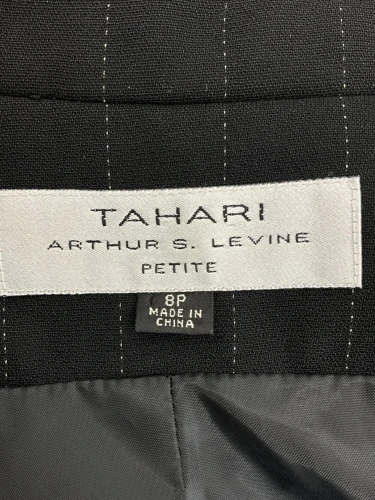 TAHARI
ARTHUR S. LEVINE
PETITE
8P
MADE IN
CHINA